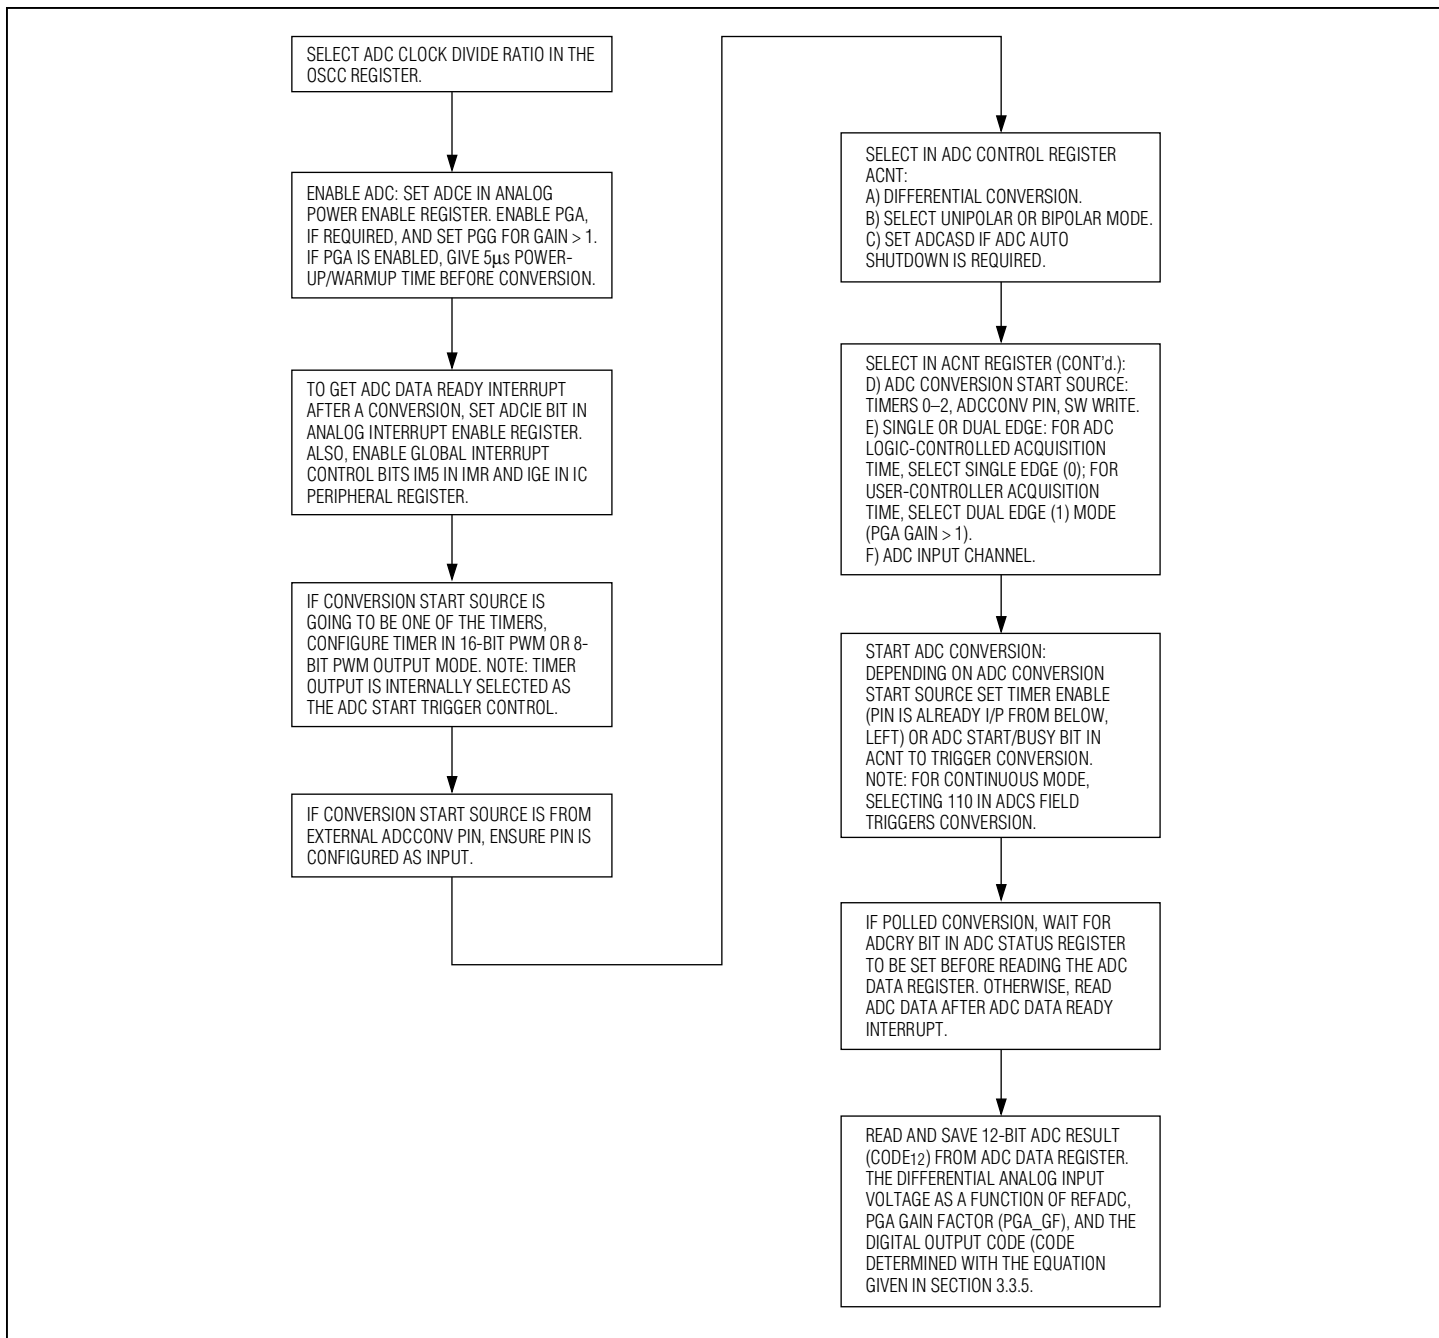 SELECT ADC CLOCK DIVIDE RATIO IN THE
OSCC REGISTER.
ENABLE ADC: SET ADCE IN ANALOG
POWER ENABLE REGISTER. ENABLE PGA,
IF REQUIRED, AND SET PGG FOR GAIN > 1.
IF PGA IS ENABLED, GIVE 5µs POWER-
UP/WARMUP TIME BEFORE CONVERSION.
TO GET ADC DATA READY INTERRUPT
AFTER A CONVERSION, SET ADCIE BIT IN
ANALOG INTERRUPT ENABLE REGISTER.
ALSO, ENABLE GLOBAL INTERRUPT
CONTROL BITS IM5 IN IMR AND IGE IN IC
PERIPHERAL REGISTER.
IF CONVERSION START SOURCE IS
GOING TO BE ONE OF THE TIMERS,
CONFIGURE TIMER IN 16-BIT PWM OR 8-
BIT PWM OUTPUT MODE. NOTE: TIMER
OUTPUT IS INTERNALLY SELECTED AS
THE ADC START TRIGGER CONTROL.
IF CONVERSION START SOURCE IS FROM
EXTERNAL ADCCONV PIN, ENSURE PIN IS
CONFIGURED AS INPUT.
SELECT IN ADC CONTROL REGISTER
ACNT:
A) DIFFERENTIAL CONVERSION.
B) SELECT UNIPOLAR OR BIPOLAR MODE.
C) SET ADCASD IF ADC AUTO
SHUTDOWN IS REQUIRED.
SELECT IN ACNT REGISTER (CONT'd.):
D) ADC CONVERSION START SOURCE:
TIMERS 0–2, ADCCONV PIN, SW WRITE.
E) SINGLE OR DUAL EDGE: FOR ADC
LOGIC-CONTROLLED ACQUISITION
TIME, SELECT SINGLE EDGE (0); FOR
USER-CONTROLLER ACQUISITION
TIME, SELECT DUAL EDGE (1) MODE
(PGA GAIN > 1).
F) ADC INPUT CHANNEL.
START ADC CONVERSION:
DEPENDING ON ADC CONVERSION
START SOURCE SET TIMER ENABLE
(PIN IS ALREADY I/P FROM BELOW,
LEFT) OR ADC START/BUSY BIT IN
ACNT TO TRIGGER CONVERSION.
NOTE: FOR CONTINUOUS MODE,
SELECTING 110 IN ADCS FIELD
TRIGGERS CONVERSION.
IF POLLED CONVERSION, WAIT FOR
ADCRY BIT IN ADC STATUS REGISTER
TO BE SET BEFORE READING THE ADC
DATA REGISTER. OTHERWISE, READ
ADC DATA AFTER ADC DATA READY
INTERRUPT.
READ AND SAVE 12-BIT ADC RESULT
(CODE12) FROM ADC DATA REGISTER.
THE DIFFERENTIAL ANALOG INPUT
VOLTAGE AS A FUNCTION OF REFADC,
PGA GAIN FACTOR (PGA_GF), AND THE
DIGITAL OUTPUT CODE (CODE
DETERMINED WITH THE EQUATION
GIVEN IN SECTION 3.3.5.